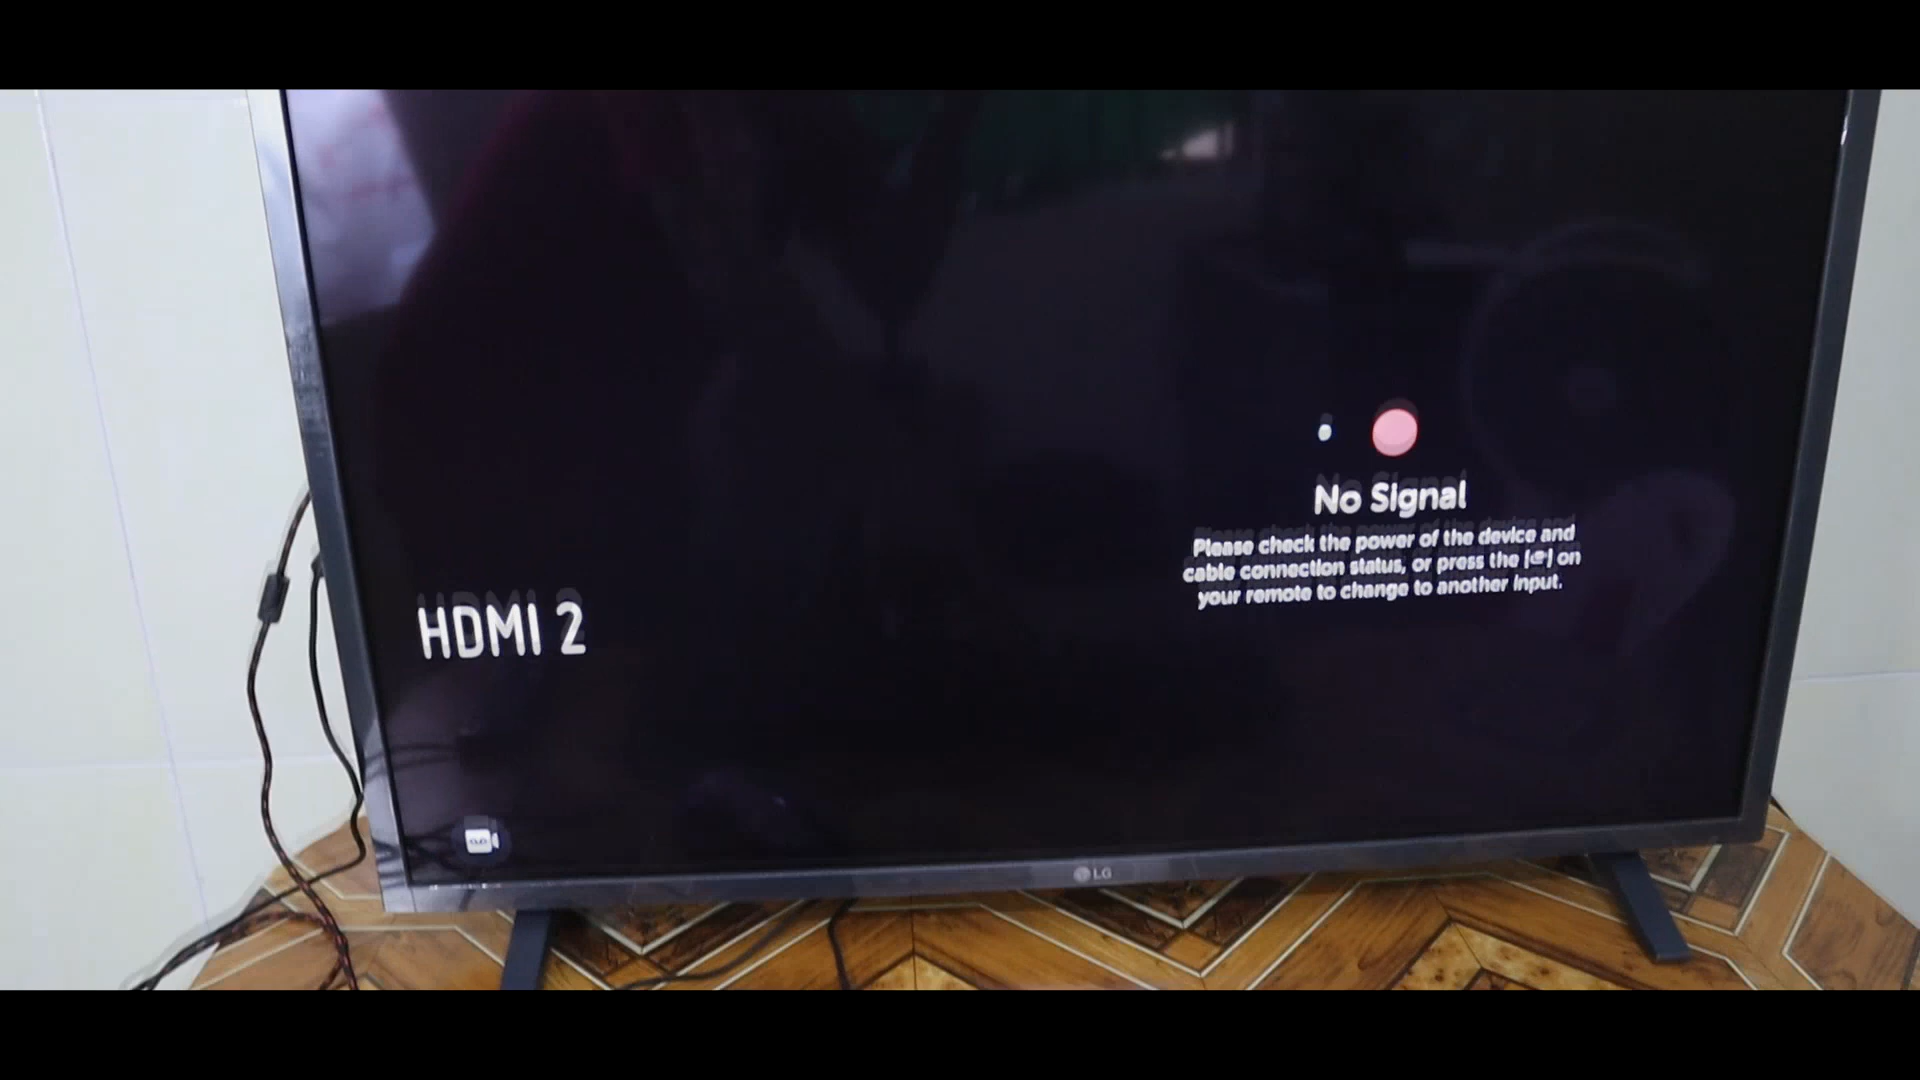 No Signal
Please check the power of the device and
cable connection status, or press the [⏎] on
your remote to change to another input.
HDMI 2
LG